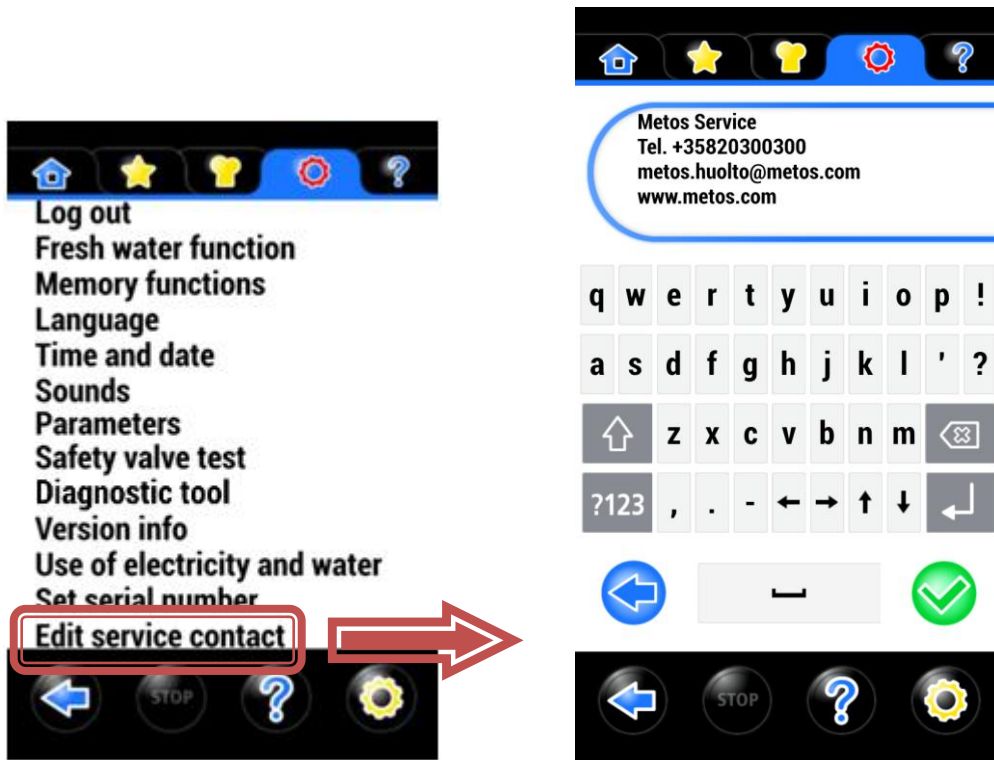 Log out
Fresh water function
Memory functions
Language
Time and date
Sounds
Parameters
Safety valve test
Diagnostic tool
Version info
Use of electricity and water
Set serial number
Edit service contact
STOP
Metos Service
Tel. +35820300300
metos.huolto@metos.com
www.metos.com
q w e r t y u i o p !
a s d f g h j k l ' ?
z x c v b n m
?123 , . - ← → ↑ ↓
STOP